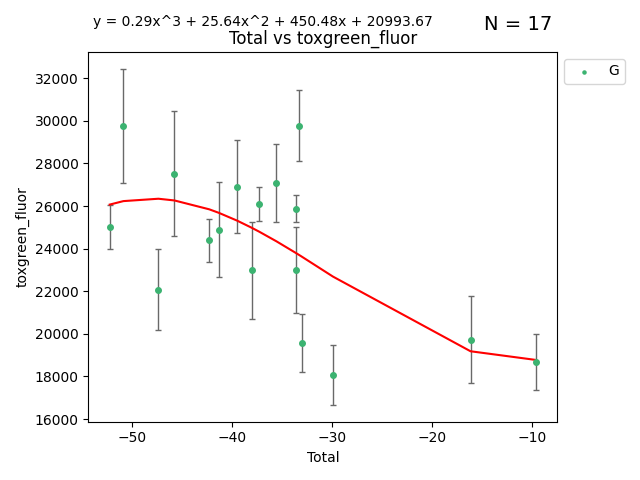 y = 0.29x^3 + 25.64x^2 + 450.48x + 20993.67
N = 17
Total vs toxgreen_fluor
G
32000
30000
28000
26000
24000
22000
20000
18000
16000
toxgreen_fluor
−50
−40
−30
−20
−10
Total